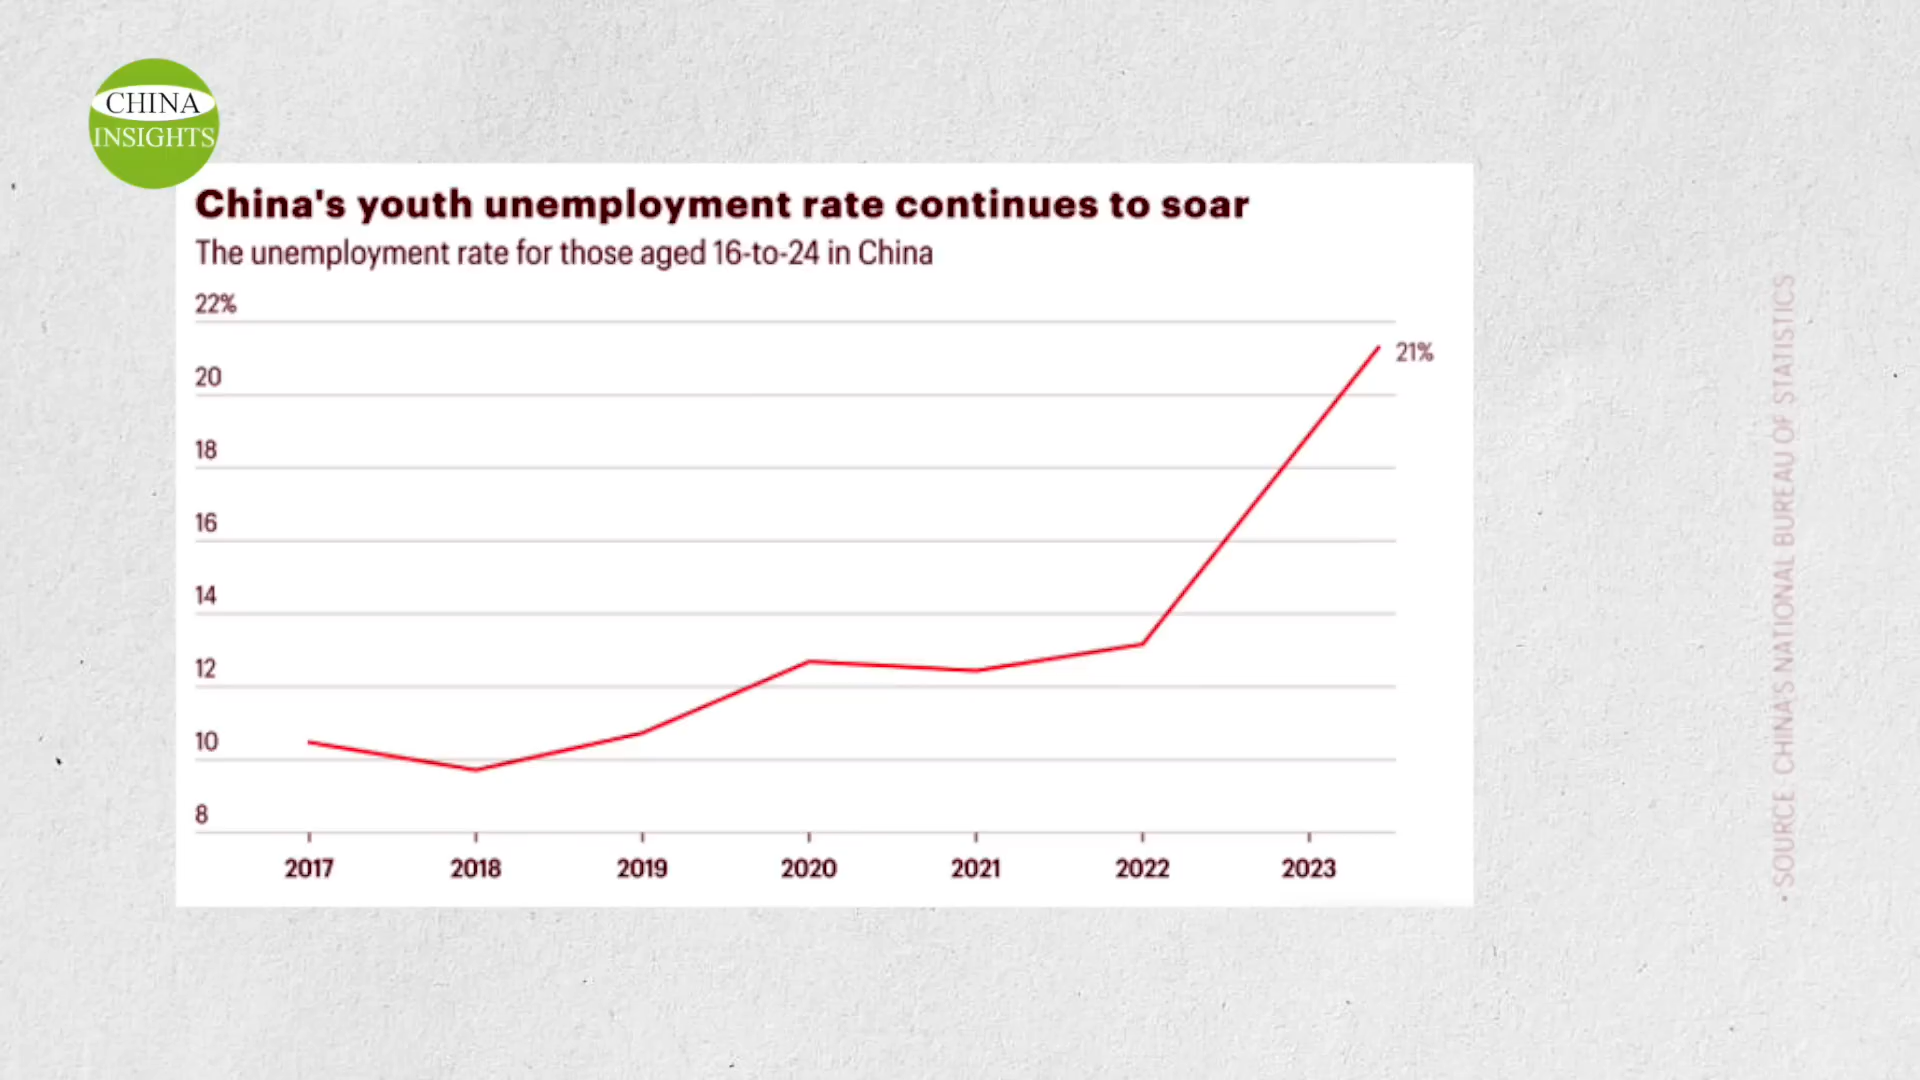 CHINA
INSIGHTS
China's youth unemployment rate continues to soar
The unemployment rate for those aged 16-to-24 in China
22%
20
18
16
14
12
10
8
21%
2017 2018 2019 2020 2021 2022 2023
SOURCE CHINA'S NATIONAL BUREAU OF STATISTICS